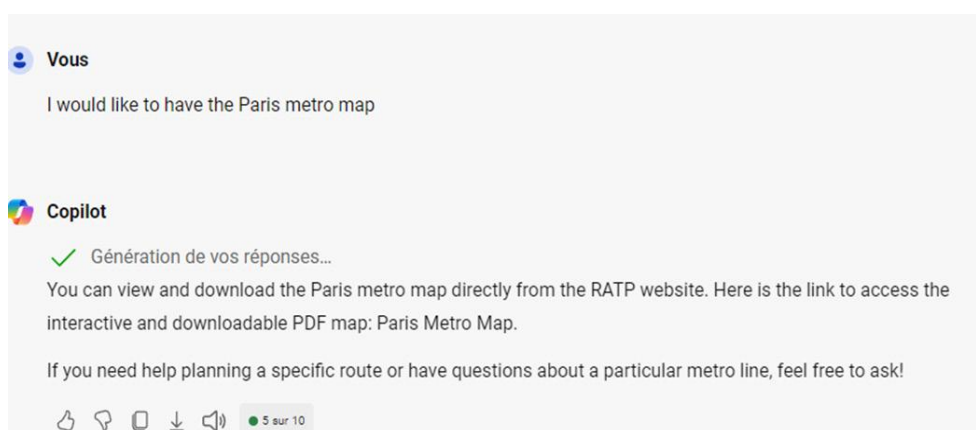 Vous
I would like to have the Paris metro map
Copilot
Génération de vos réponses...
You can view and download the Paris metro map directly from the RATP website. Here is the link to access the
interactive and downloadable PDF map: Paris Metro Map.
If you need help planning a specific route or have questions about a particular metro line, feel free to ask!
5 sur 10